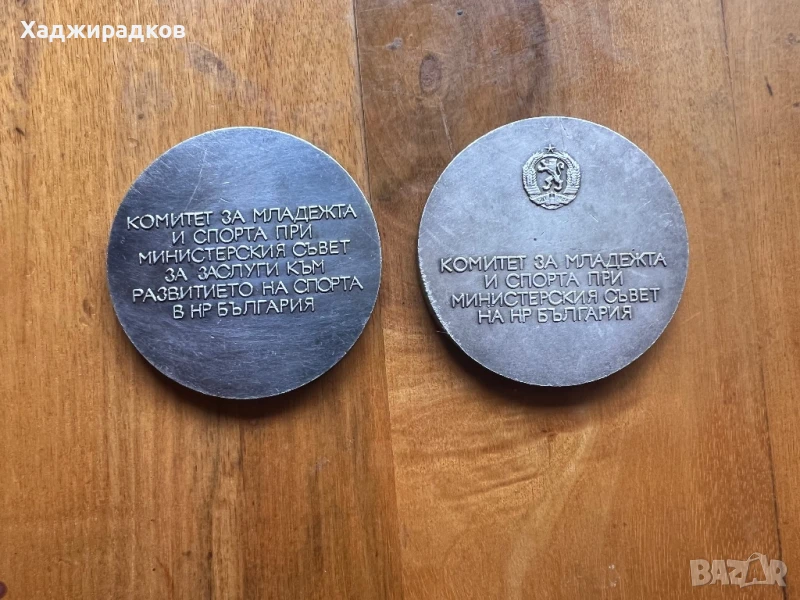 Хаджирадков
КОМИТЕТ ЗА МЛАДЕЖТА
И СПОРТА ПРИ
МИНИСТЕРСКИЯ СЪВЕТ
ЗА ЗАСЛУГИ КЪМ
РАЗВИТИЕТО НА СПОРТА
В НР БЪЛГАРИЯ
КОМИТЕТ ЗА МЛАДЕЖТА
И СПОРТА ПРИ
МИНИСТЕРСКИЯ СЪВЕТ
НА НР БЪЛГАРИЯ
BAZAR